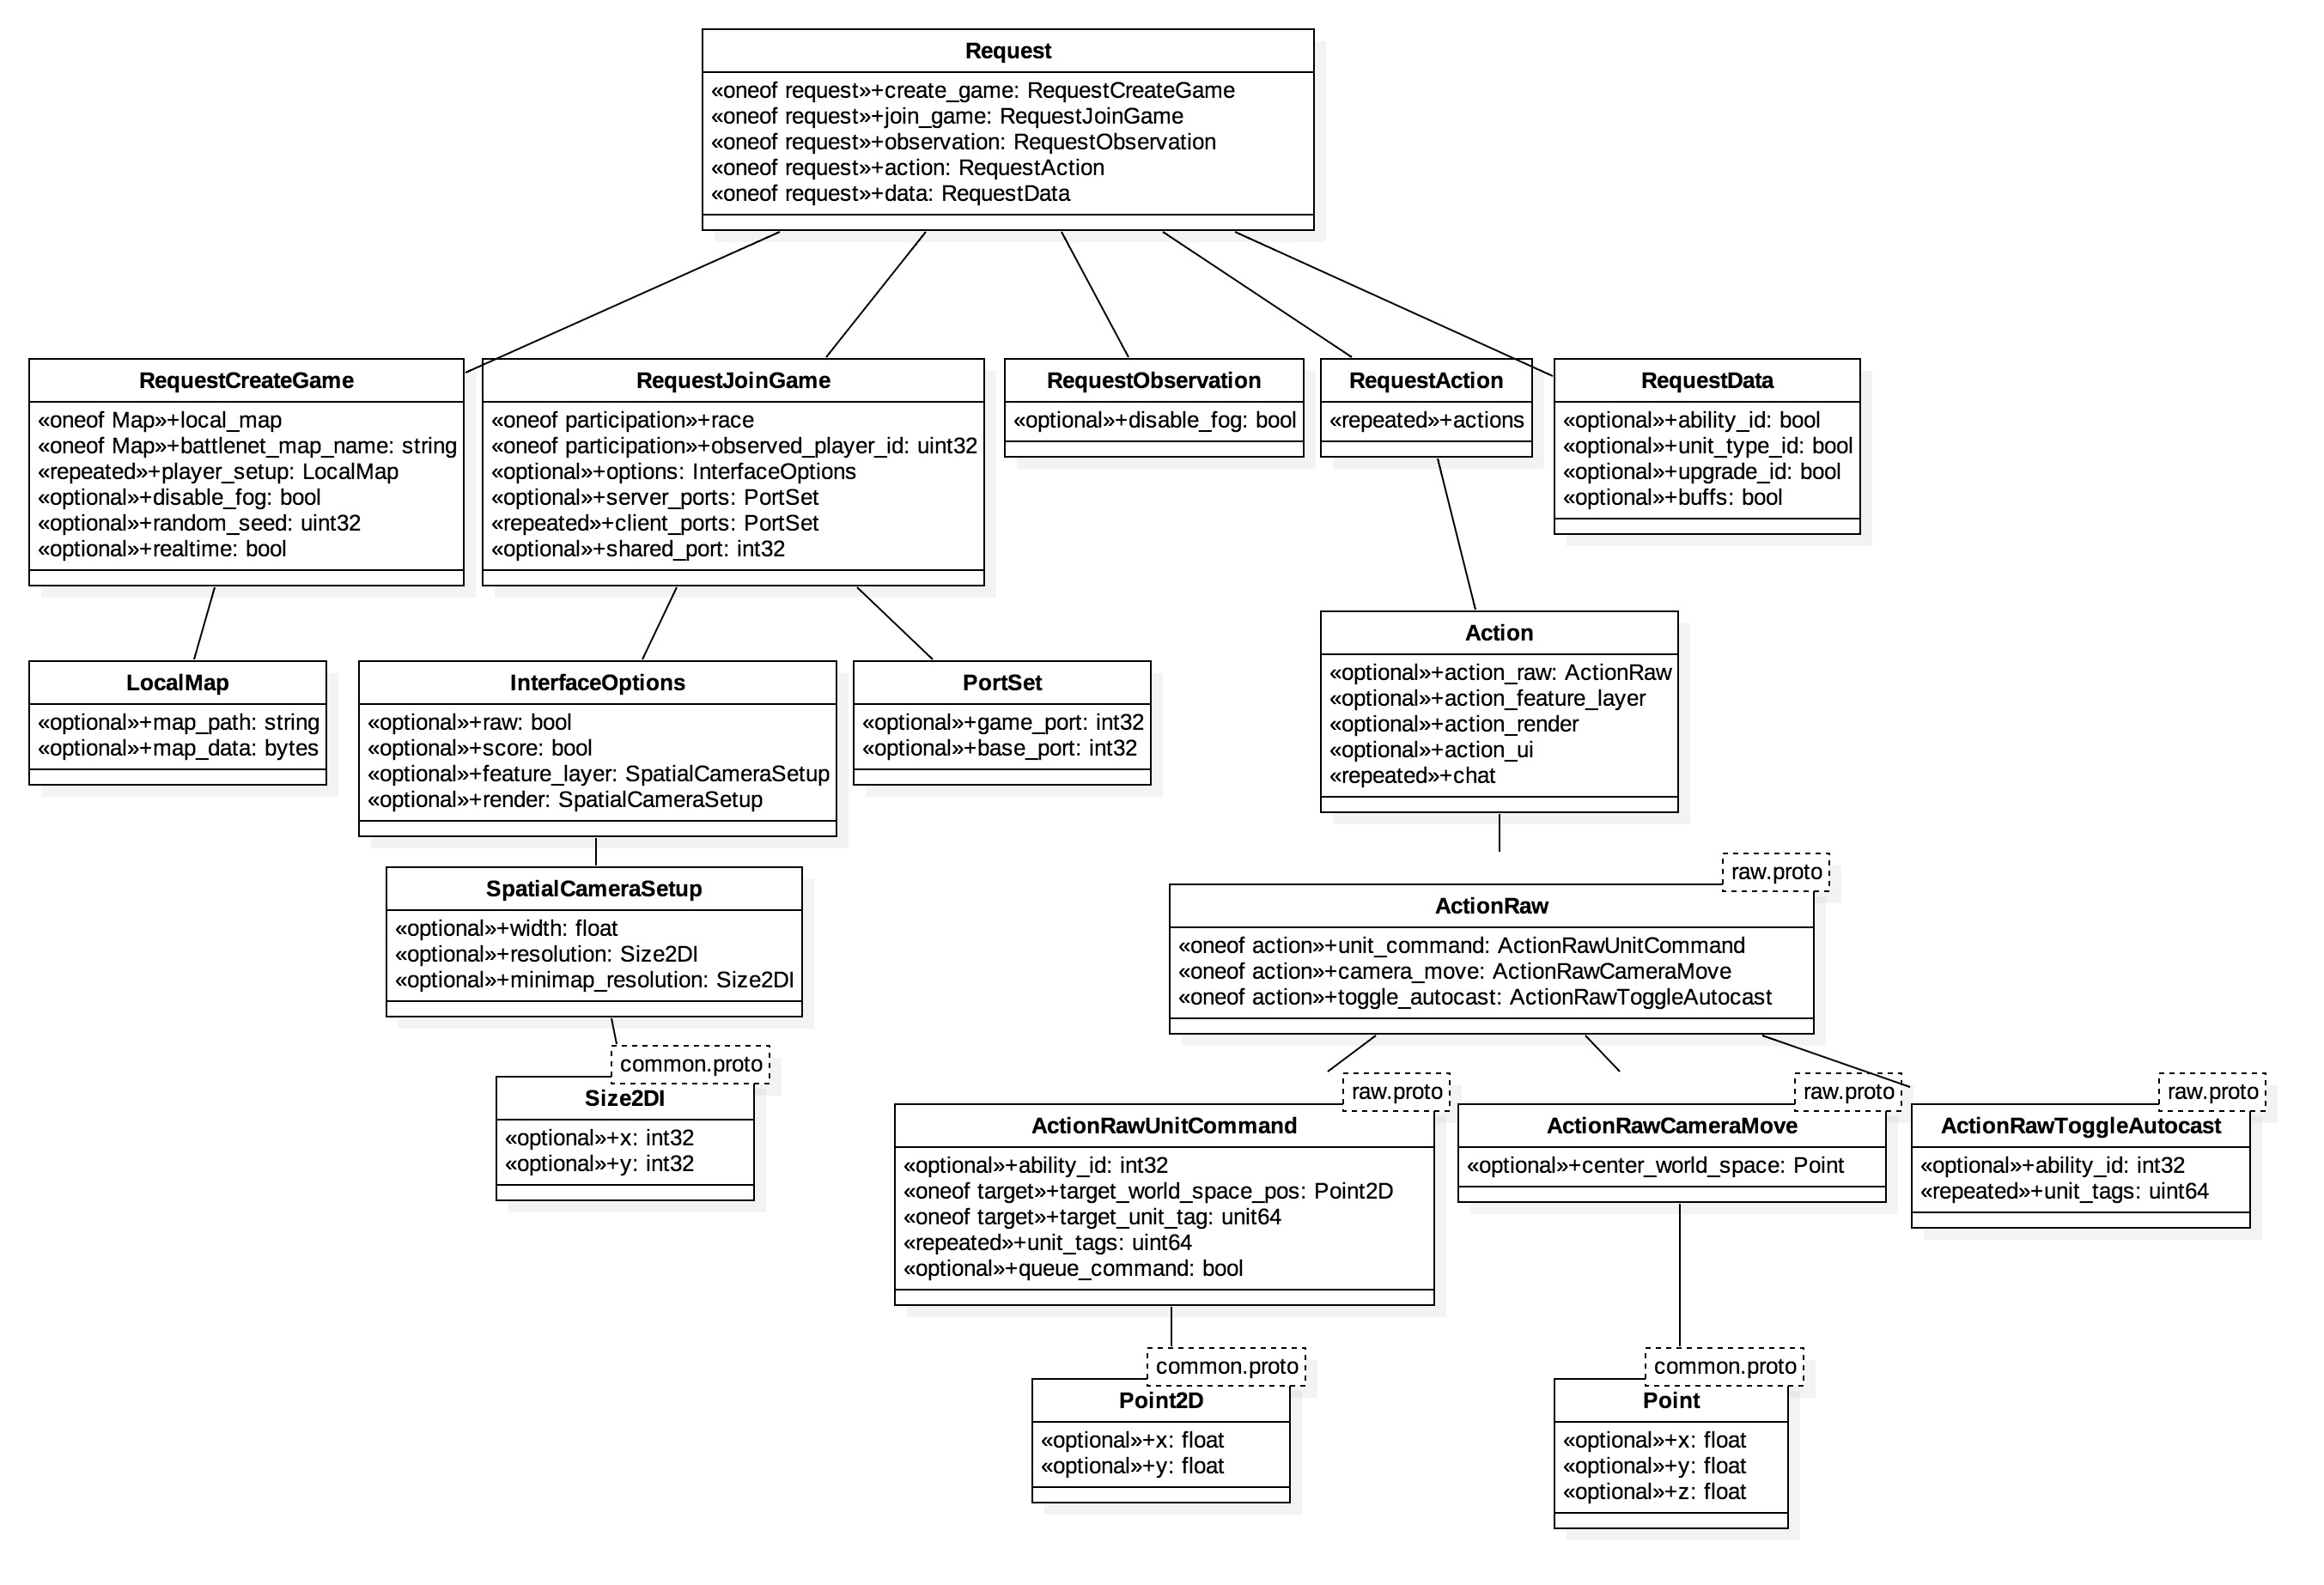 Request
«oneof request»+create_game: RequestCreateGame
«oneof request»+join_game: RequestJoinGame
«oneof request»+observation: RequestObservation
«oneof request»+action: RequestAction
«oneof request»+data: RequestData
RequestCreateGame
«oneof Map»+local_map
«oneof Map»+battlenet_map_name: string
«repeated»+player_setup: LocalMap
«optional»+disable_fog: bool
«optional»+random_seed: uint32
«optional»+realtime: bool
RequestJoinGame
«oneof participation»+race
«oneof participation»+observed_player_id: uint32
«optional»+options: InterfaceOptions
«optional»+server_ports: PortSet
«repeated»+client_ports: PortSet
«optional»+shared_port: int32
RequestObservation
«optional»+disable_fog: bool
RequestAction
«repeated»+actions
RequestData
«optional»+ability_id: bool
«optional»+unit_type_id: bool
«optional»+upgrade_id: bool
«optional»+buffs: bool
LocalMap
«optional»+map_path: string
«optional»+map_data: bytes
InterfaceOptions
«optional»+raw: bool
«optional»+score: bool
«optional»+feature_layer: SpatialCameraSetup
«optional»+render: SpatialCameraSetup
PortSet
«optional»+game_port: int32
«optional»+base_port: int32
Action
«optional»+action_raw: ActionRaw
«optional»+action_feature_layer
«optional»+action_render
«optional»+action_ui
«repeated»+chat
SpatialCameraSetup
«optional»+width: float
«optional»+resolution: Size2DI
«optional»+minimap_resolution: Size2DI
raw.proto
ActionRaw
«oneof action»+unit_command: ActionRawUnitCommand
«oneof action»+camera_move: ActionRawCameraMove
«oneof action»+toggle_autocast: ActionRawToggleAutocast
common.proto
Size2DI
«optional»+x: int32
«optional»+y: int32
raw.proto
ActionRawUnitCommand
«optional»+ability_id: int32
«oneof target»+target_world_space_pos: Point2D
«oneof target»+target_unit_tag: unit64
«repeated»+unit_tags: uint64
«optional»+queue_command: bool
raw.proto
ActionRawCameraMove
«optional»+center_world_space: Point
raw.proto
ActionRawToggleAutocast
«optional»+ability_id: int32
«repeated»+unit_tags: uint64
common.proto
Point2D
«optional»+x: float
«optional»+y: float
common.proto
Point
«optional»+x: float
«optional»+y: float
«optional»+z: float